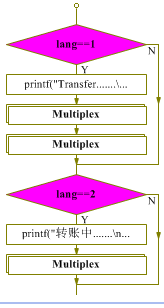 lang==1
N
Y
printf("Transfer.......\...
Multiplex
Multiplex
lang==2
N
Y
printf("转账中.......\n...
Multiplex